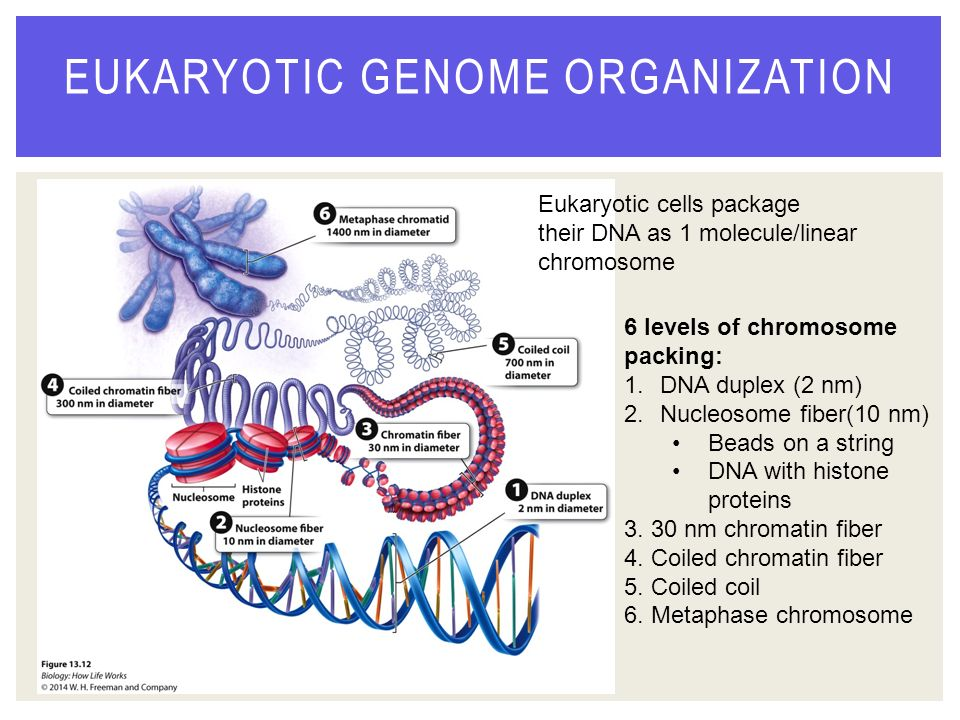 EUKARYOTIC GENOME ORGANIZATION
Eukaryotic cells package
their DNA as 1 molecule/linear
chromosome
6 Metaphase chromatid
1400 nm in diameter
5 Coiled coil
700 nm in
diameter
4 Coiled chromatin fiber
300 nm in diameter
3 Chromatin fiber
30 nm in diameter
Nucleosome
Histone
proteins
1 DNA duplex
2 nm in diameter
2 Nucleosome fiber
10 nm in diameter
6 levels of chromosome
packing:
1. DNA duplex (2 nm)
2. Nucleosome fiber(10 nm)
• Beads on a string
• DNA with histone
proteins
3. 30 nm chromatin fiber
4. Coiled chromatin fiber
5. Coiled coil
6. Metaphase chromosome
Figure 13.12
Biology: How Life Works
© 2014 W. H. Freeman and Company